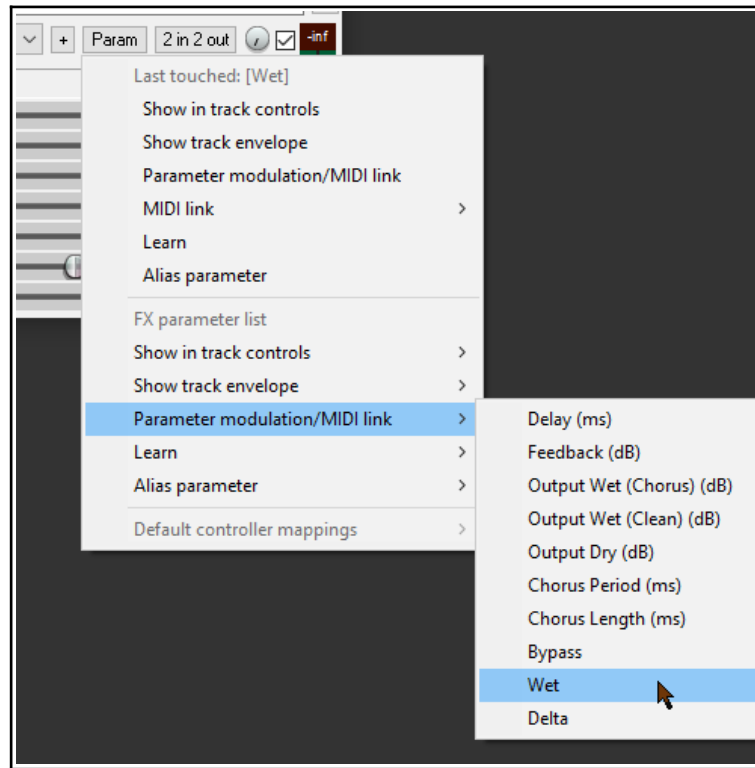 + Param 2 in 2 out -inf
Last touched: [Wet]
Show in track controls
Show track envelope
Parameter modulation/MIDI link
MIDI link
Learn
Alias parameter
FX parameter list
Show in track controls
Show track envelope
Parameter modulation/MIDI link
Learn
Alias parameter
Default controller mappings
Delay (ms)
Feedback (dB)
Output Wet (Chorus) (dB)
Output Wet (Clean) (dB)
Output Dry (dB)
Chorus Period (ms)
Chorus Length (ms)
Bypass
Wet
Delta